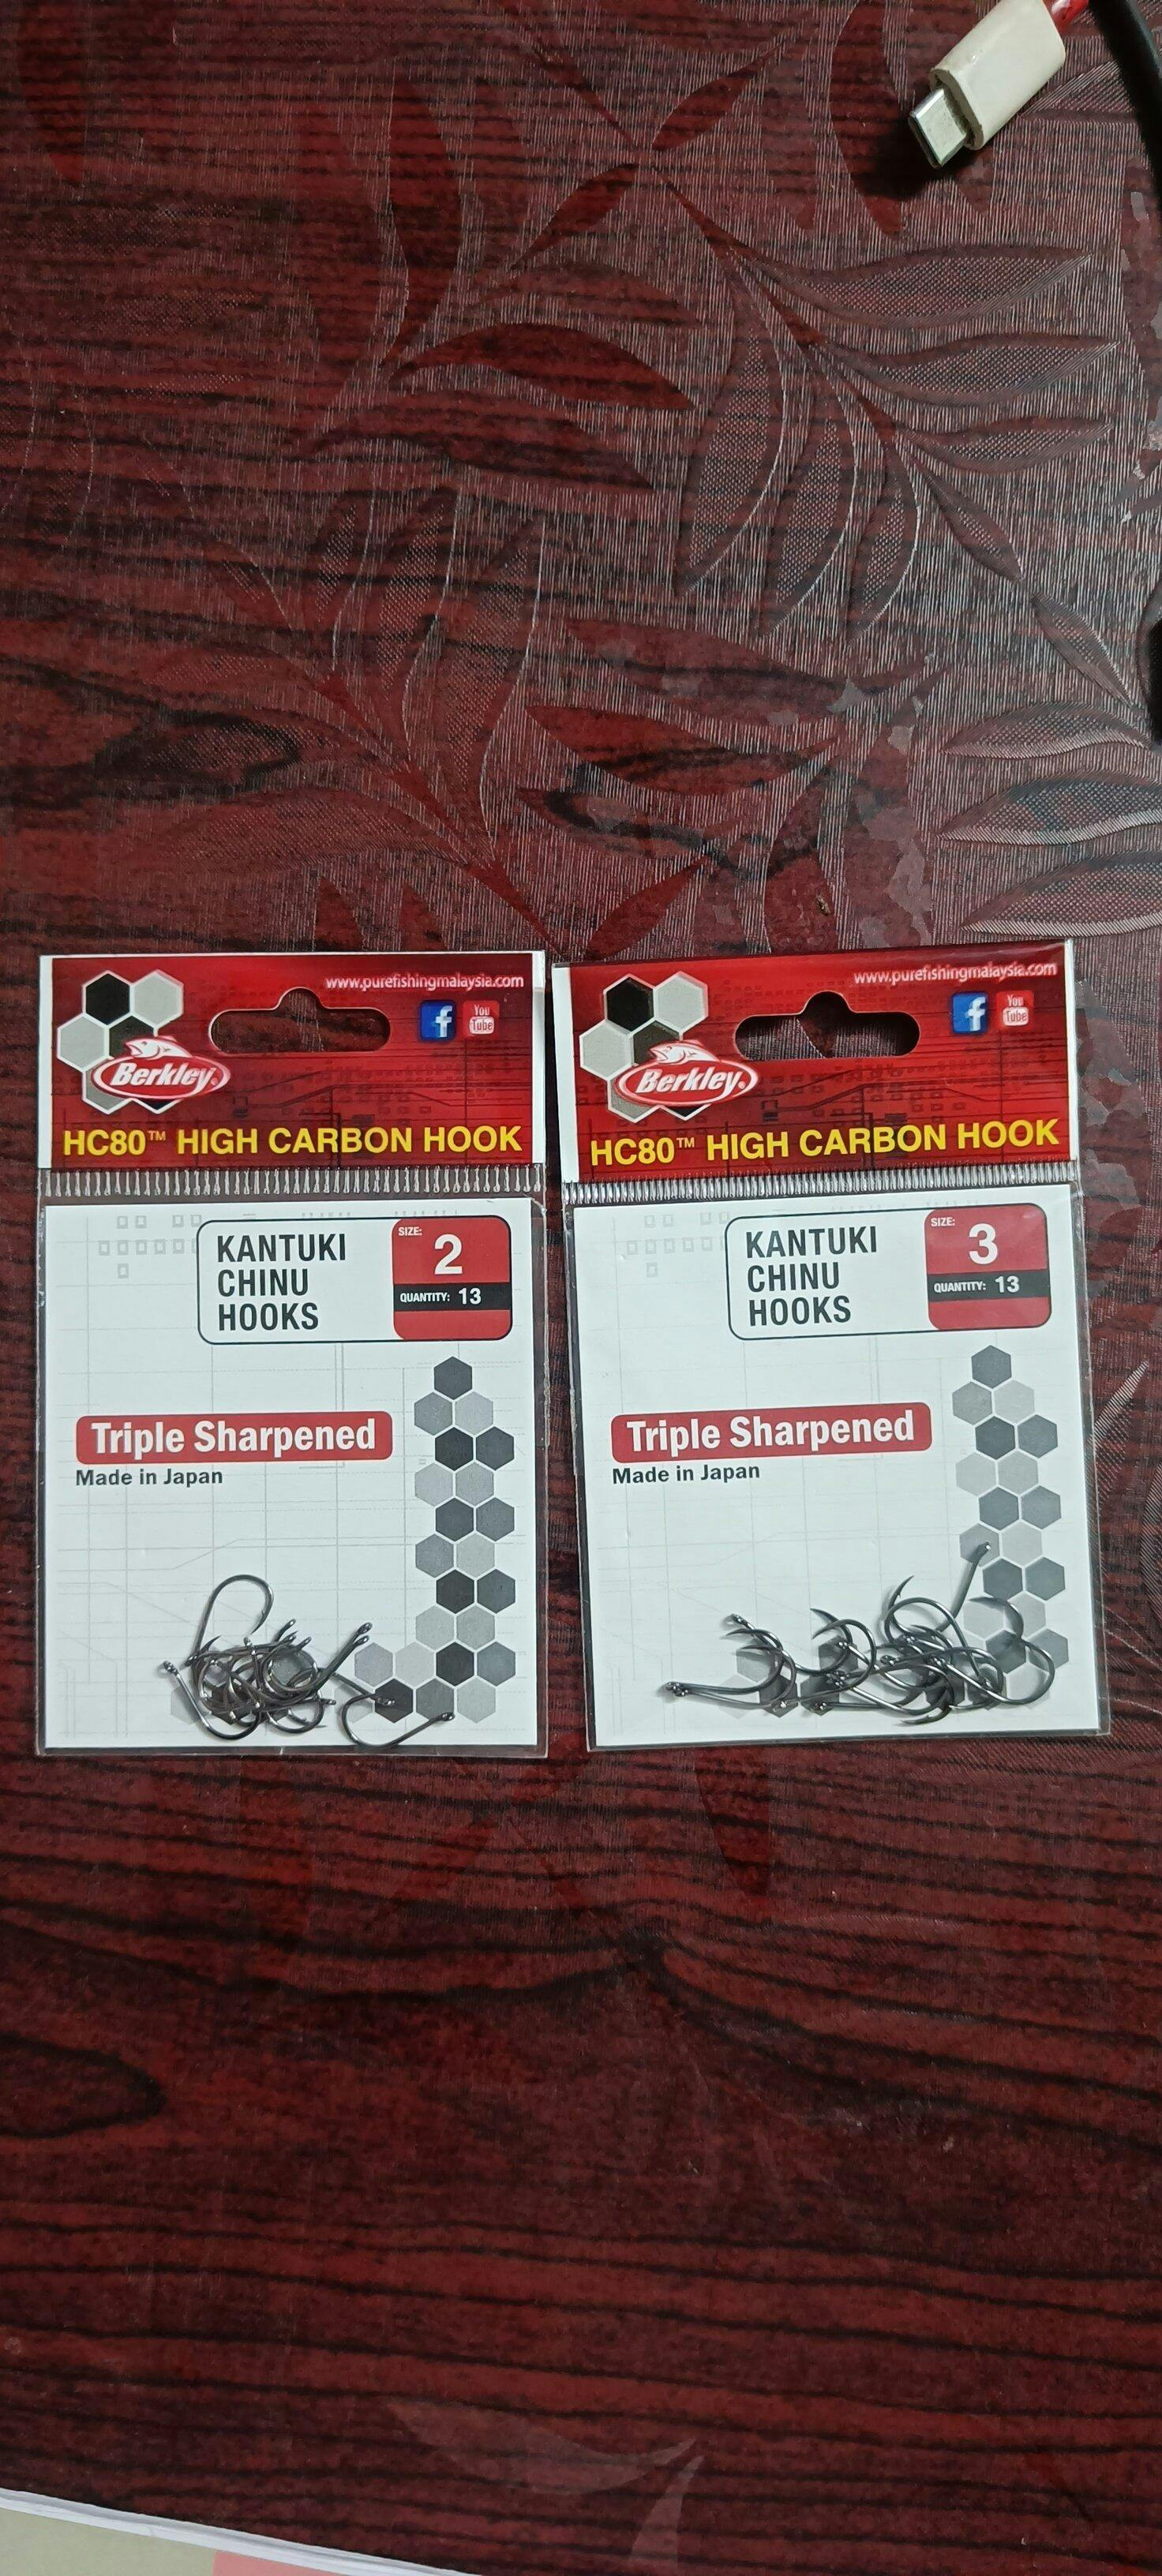 www.purefishingmalaysia.com
You
Tube
Berkley
HC80™ HIGH CARBON HOOK
KANTUKI
CHINU
HOOKS
SIZE:
2
QUANTITY: 13
Triple Sharpened
Made in Japan
www.purefishingmalaysia.com
You
Tube
Berkley
HC80™ HIGH CARBON HOOK
KANTUKI
CHINU
HOOKS
SIZE:
3
QUANTITY: 13
Triple Sharpened
Made in Japan